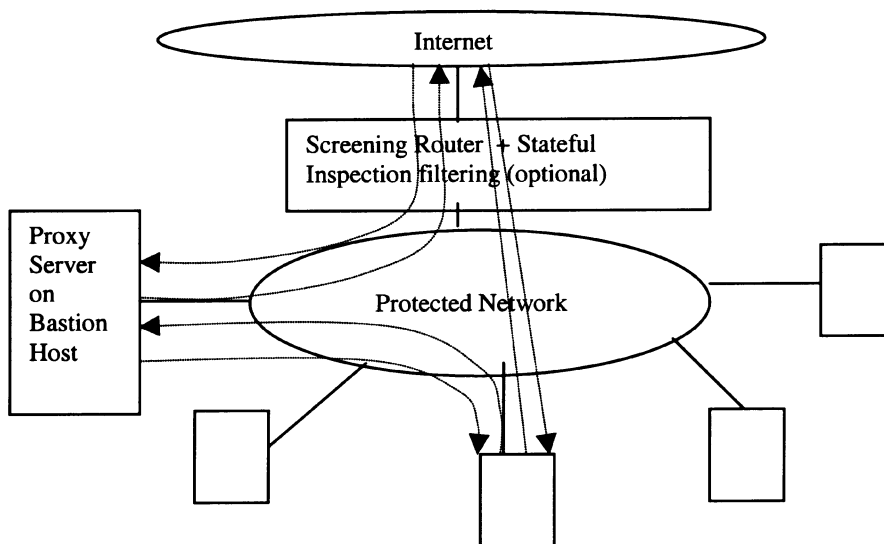 Internet
Screening Router + Stateful
Inspection filtering (optional)
Proxy
Server
on
Bastion
Host
Protected Network